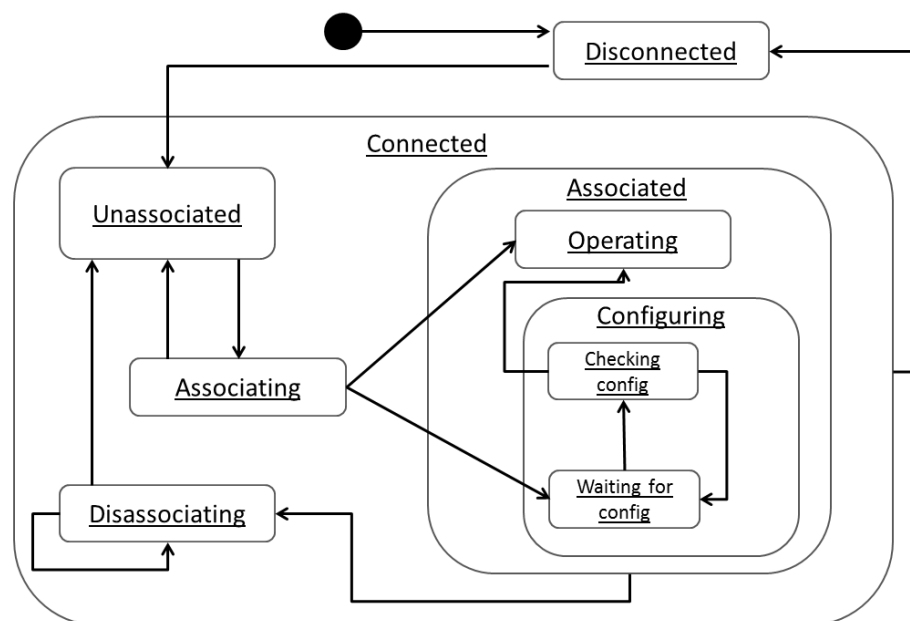 Disconnected
Connected
Associated
Unassociated
Operating
Configuring
Checking
config
Associating
Waiting for
config
Disassociating